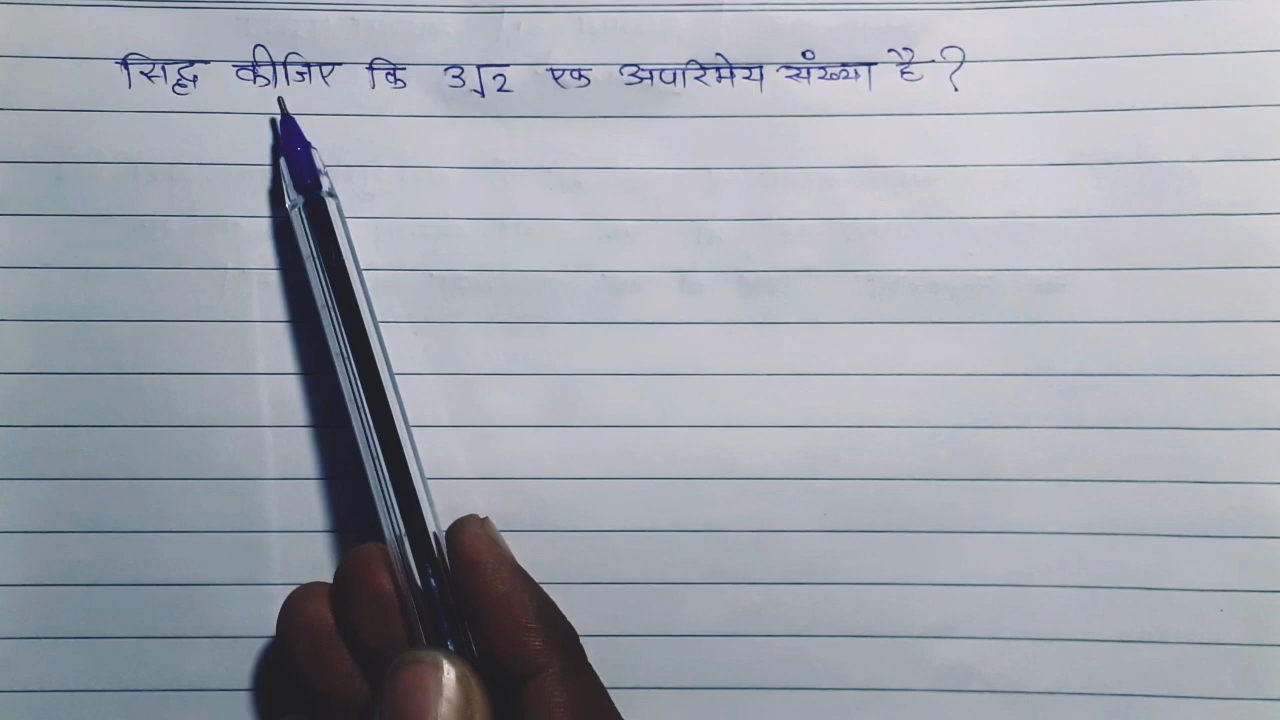 सिद्ध कीजिए कि 3√2 एक अपरिमेय संख्या है ?